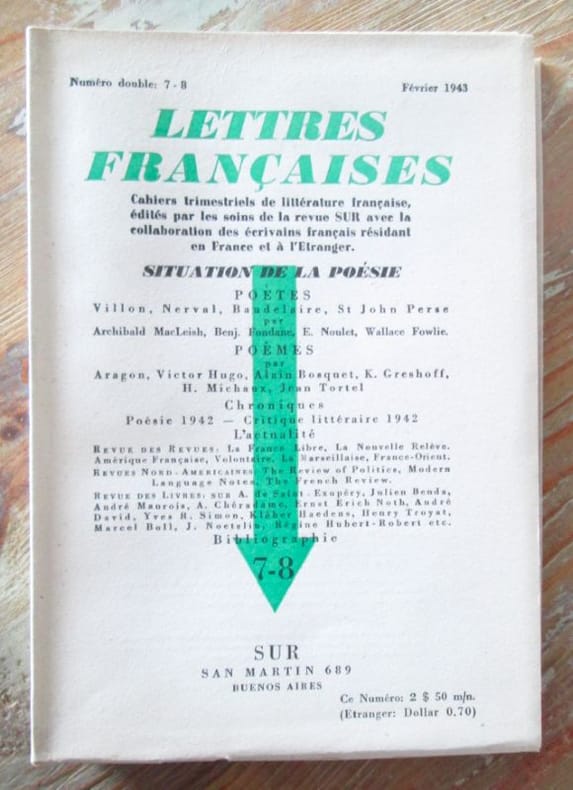 Numéro double: 7 - 8
Février 1943
LETTRES
FRANÇAISES
Cahiers trimestriels de littérature française,
édités par les soins de la revue SUR avec la
collaboration des écrivains français résidant
en France et à l'Etranger.
SITUATION DE LA POÉSIE
POETES
Villon, Nerval, Baudelaire, St John Perse
par
Archibald MacLeish, Benj. Fondane, E. Noulet, Wallace Fowlie.
POÈMES
par
Aragon, Victor Hugo, Alain Bosquet, K. Greshoff,
H. Michaux, Jean Tortel
Chroniques
Poésie 1942 — Critique littéraire 1942
L'actualité
REVUE DES REVUES: La France Libre, La Nouvelle Relève.
Amérique Française, Volontaire, La Marseillaise, France-Orient.
REVUES NORD-AMERICAINES: The Review of Politics, Modern
Language Notes, The French Review.
REVUE DES LIVRES: SUR A. de Saint-Exupéry, Julien Benda,
André Maurois, A. Chéradame, Ernst Erich Noth, André
David, Yves R. Simon, Kléber Haedens, Henry Troyat,
Marcel Boll, J. Noetelin, Régine Hubert-Robert etc.
Bibliographie
7-8
SUR
SAN MARTIN 689
BUENOS AIRES
Ce Numéro: 2 $ 50 m/n.
(Etranger: Dollar 0.70)